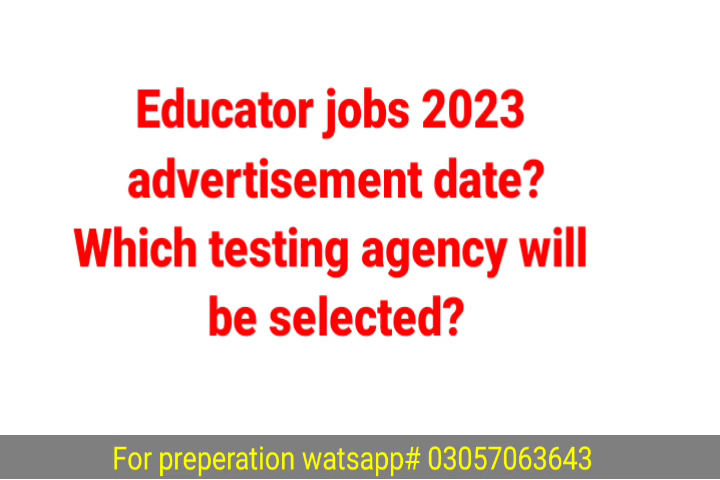 Educator jobs 2023
advertisement date?
Which testing agency will
be selected?
For preperation watsapp# 03057063643